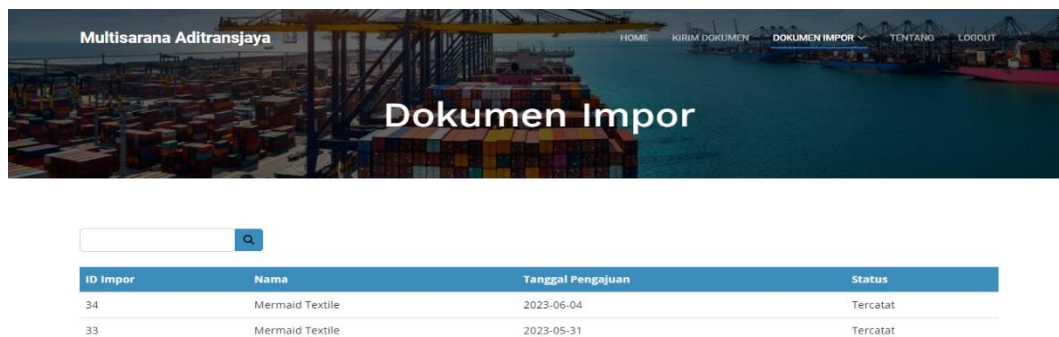 Multisarana Aditransjaya HOME KIRIM DOKUMEN DOKUMEN IMPOR TENTANG LOGOUT
Dokumen Impor
ID Impor Nama Tanggal Pengajuan Status
34 Mermaid Textile 2023-06-04 Tercatat
33 Mermaid Textile 2023-05-31 Tercatat